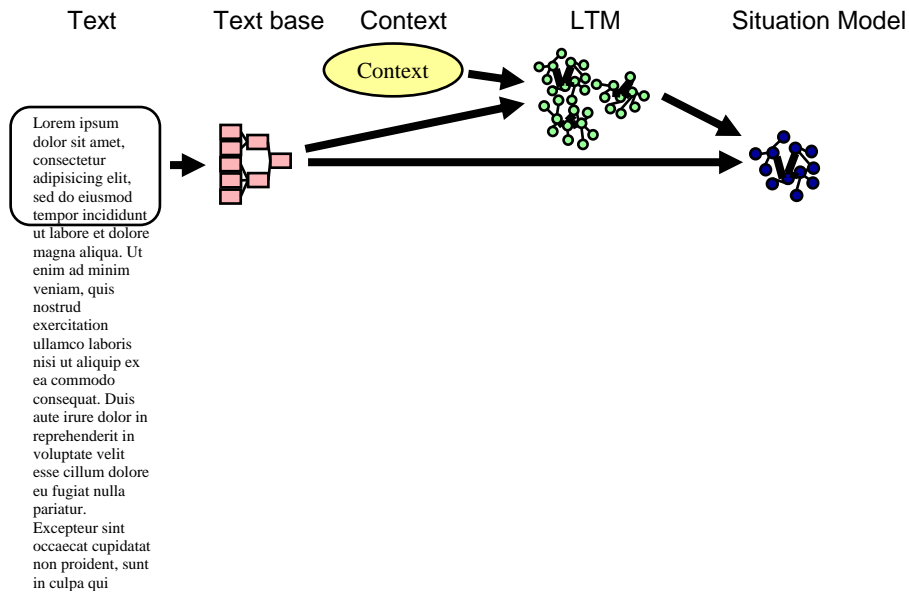 Text Text base Context LTM Situation Model
Context
Lorem ipsum
dolor sit amet,
consectetur
adipisicing elit,
sed do eiusmod
tempor incididunt
ut labore et dolore
magna aliqua. Ut
enim ad minim
veniam, quis
nostrud
exercitation
ullamco laboris
nisi ut aliquip ex
ea commodo
consequat. Duis
aute irure dolor in
reprehenderit in
voluptate velit
esse cillum dolore
eu fugiat nulla
pariatur.
Excepteur sint
occaecat cupidatat
non proident, sunt
in culpa qui